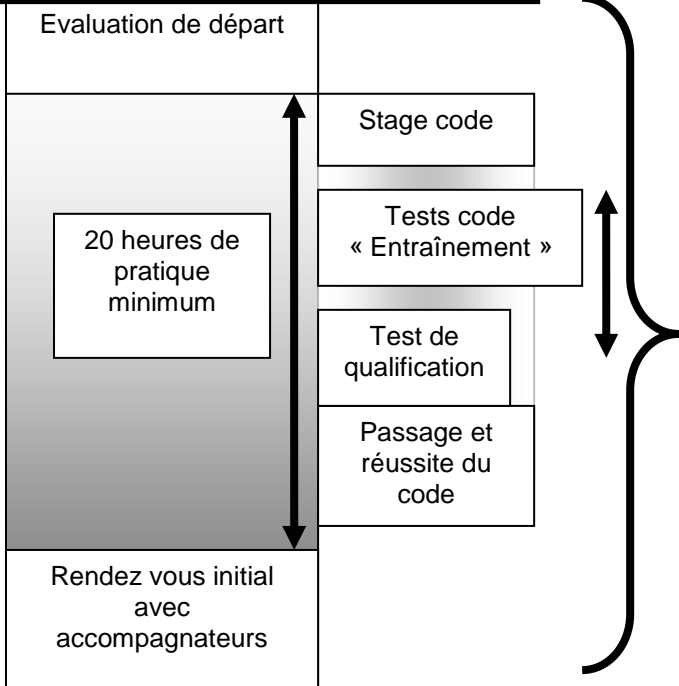 Evaluation de départ
Stage code
Tests code
« Entraînement »
20 heures de
pratique
minimum
Test de
qualification
Passage et
réussite du
code
Rendez vous initial
avec
accompagnateurs